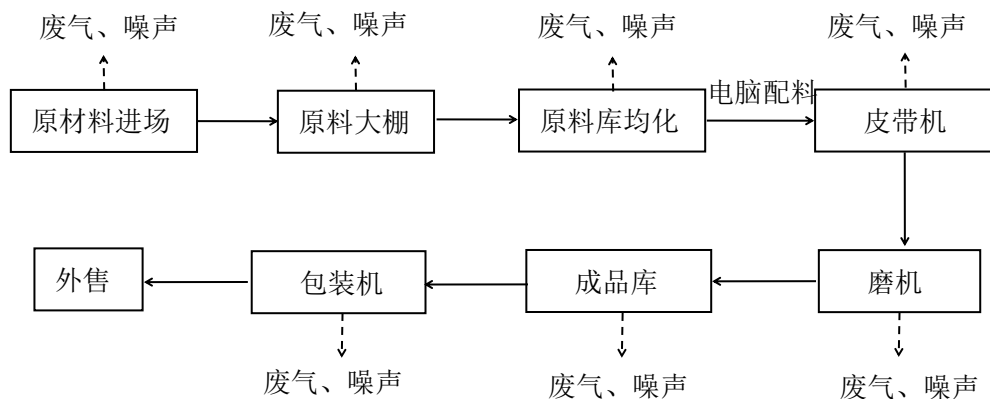 废气、噪声
废气、噪声
废气、噪声
废气、噪声
原材料进场
原料大棚
原料库均化
电脑配料
皮带机
外售
包装机
成品库
磨机
废气、噪声
废气、噪声
废气、噪声